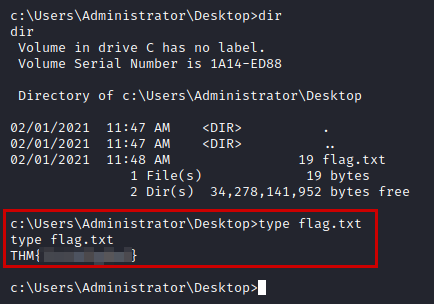 c:\Users\Administrator\Desktop>dir
dir
 Volume in drive C has no label.
 Volume Serial Number is 1A14-ED88

 Directory of c:\Users\Administrator\Desktop

02/01/2021  11:47 AM    <DIR>          .
02/01/2021  11:47 AM    <DIR>          ..
02/01/2021  11:48 AM                19 flag.txt
               1 File(s)             19 bytes
               2 Dir(s)  34,278,141,952 bytes free

c:\Users\Administrator\Desktop>type flag.txt
type flag.txt
THM{ }

c:\Users\Administrator\Desktop>